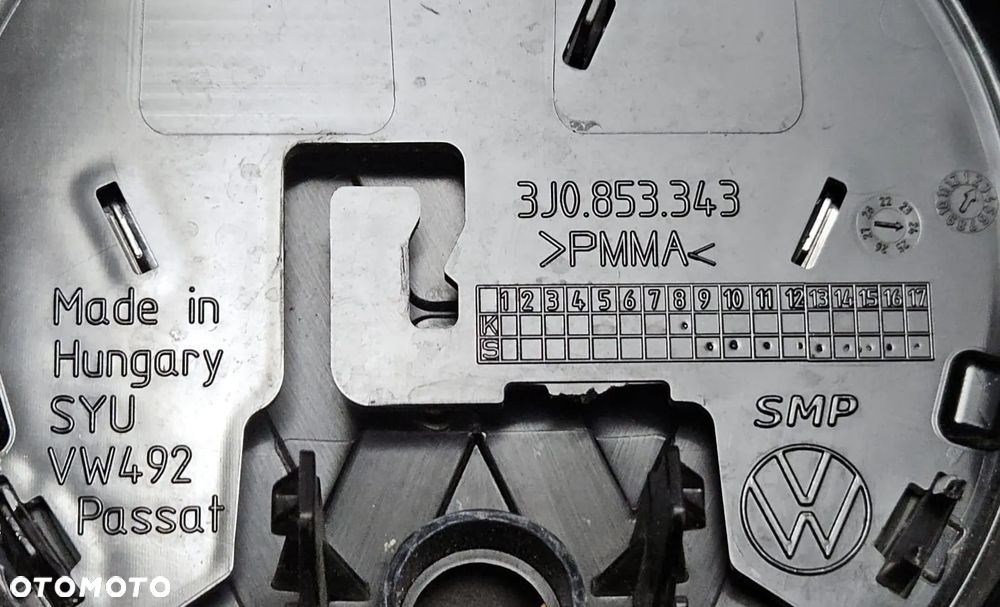 3J0.853.343
>PMMA<
1 2 3 4 5 6 7 8 9 10 11 12 13 14 15 16 17
K
S
Made in
Hungary
SYU
VW492
Passat
SMP
VW
OTOMOTO